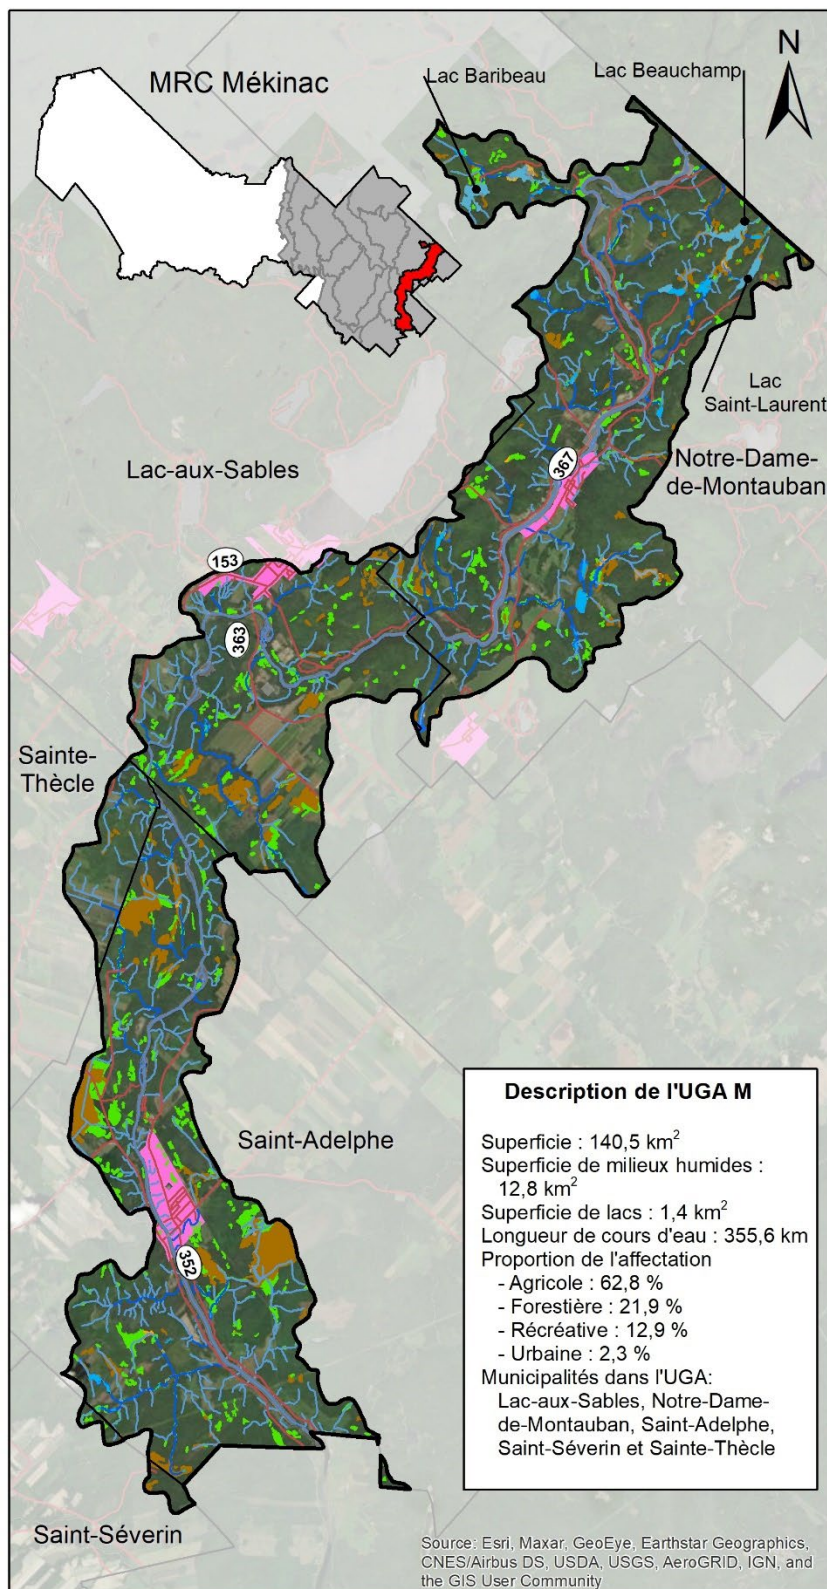 MRC Mékinac
Lac Baribeau
Lac Beauchamp
N
Lac
Saint-Laurent
Lac-aux-Sables
367
Notre-Dame-
de-Montauban
153
363
Sainte-
Thècle
Saint-Adelphe
352
Saint-Séverin
Description de l'UGA M
Superficie : 140,5 km²
Superficie de milieux humides :
12,8 km²
Superficie de lacs : 1,4 km²
Longueur de cours d'eau : 355,6 km
Proportion de l'affectation
- Agricole : 62,8 %
- Forestière : 21,9 %
- Récréative : 12,9 %
- Urbaine : 2,3 %
Municipalités dans l'UGA:
Lac-aux-Sables, Notre-Dame-
de-Montauban, Saint-Adelphe,
Saint-Séverin et Sainte-Thècle
Source: Esri, Maxar, GeoEye, Earthstar Geographics,
CNES/Airbus DS, USDA, USGS, AeroGRID, IGN, and
the GIS User Community